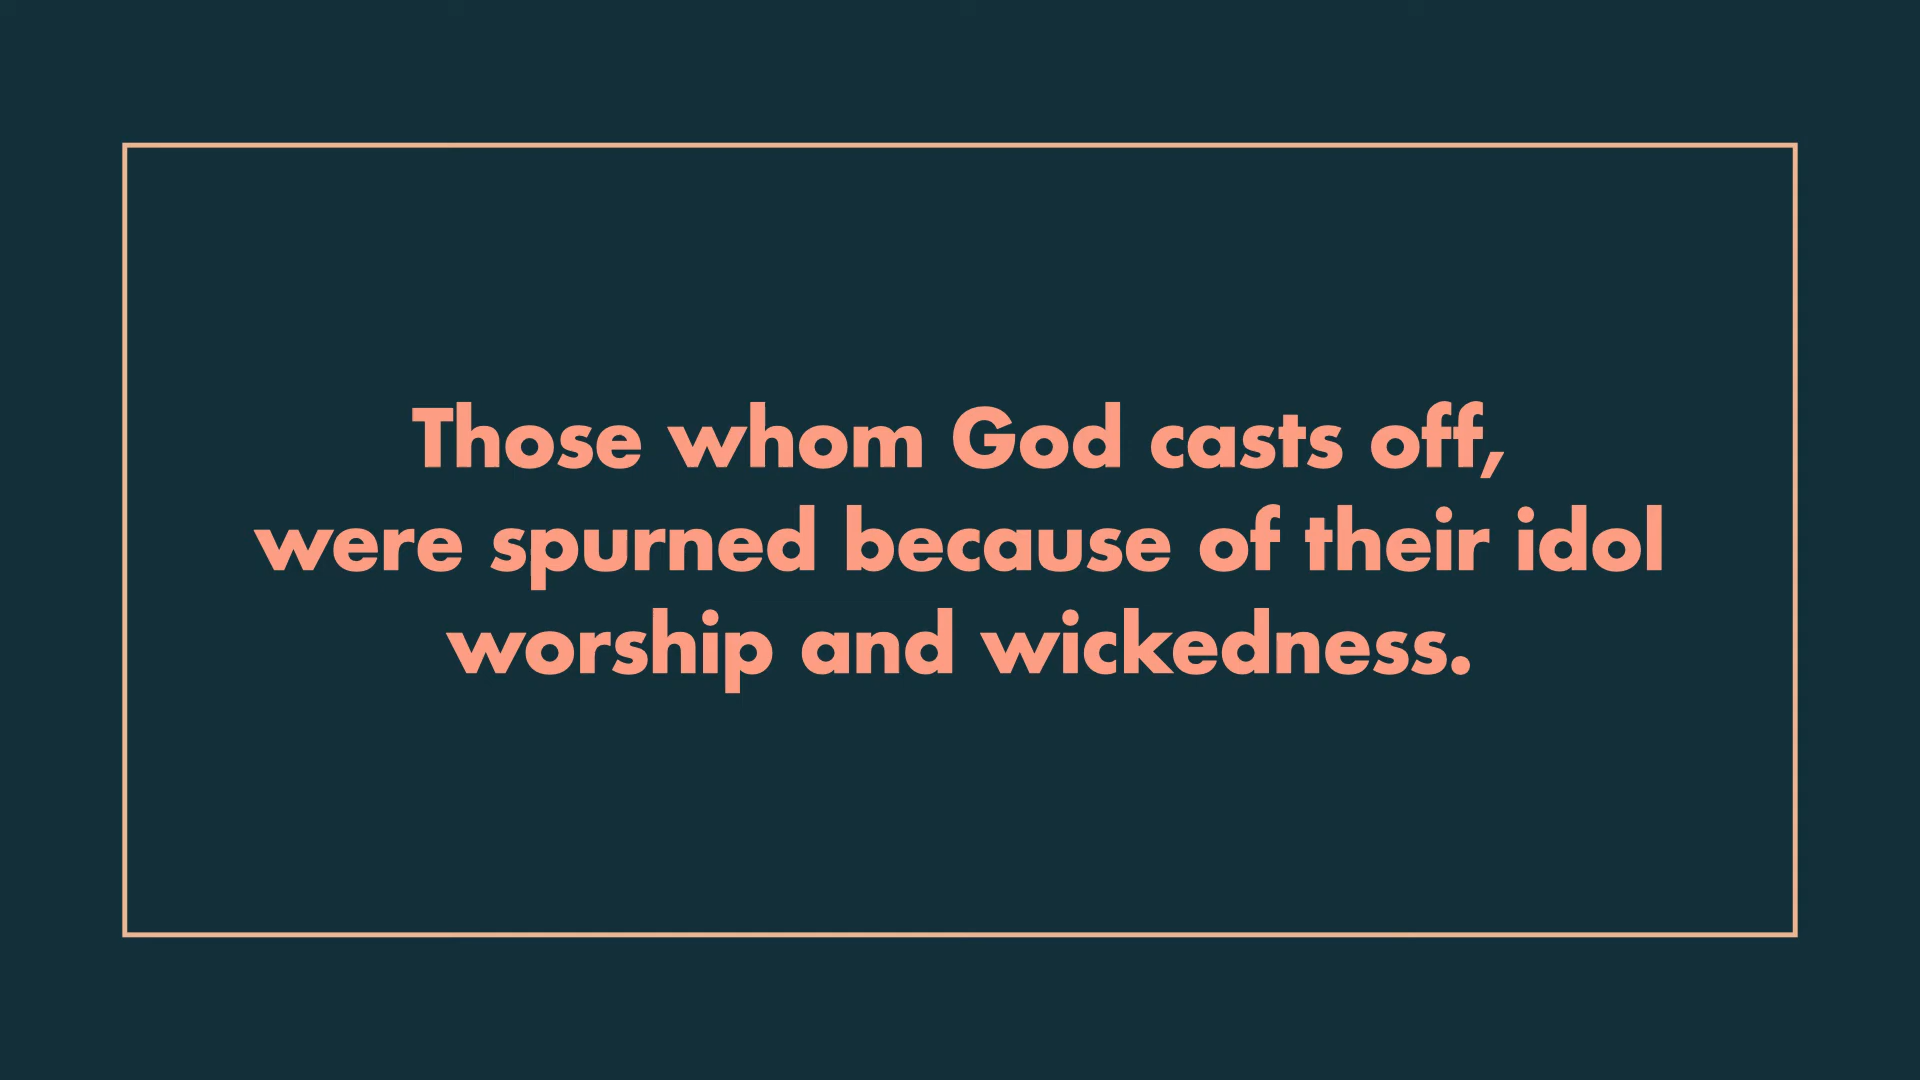 Those whom God casts off,
were spurned because of their idol
worship and wickedness.